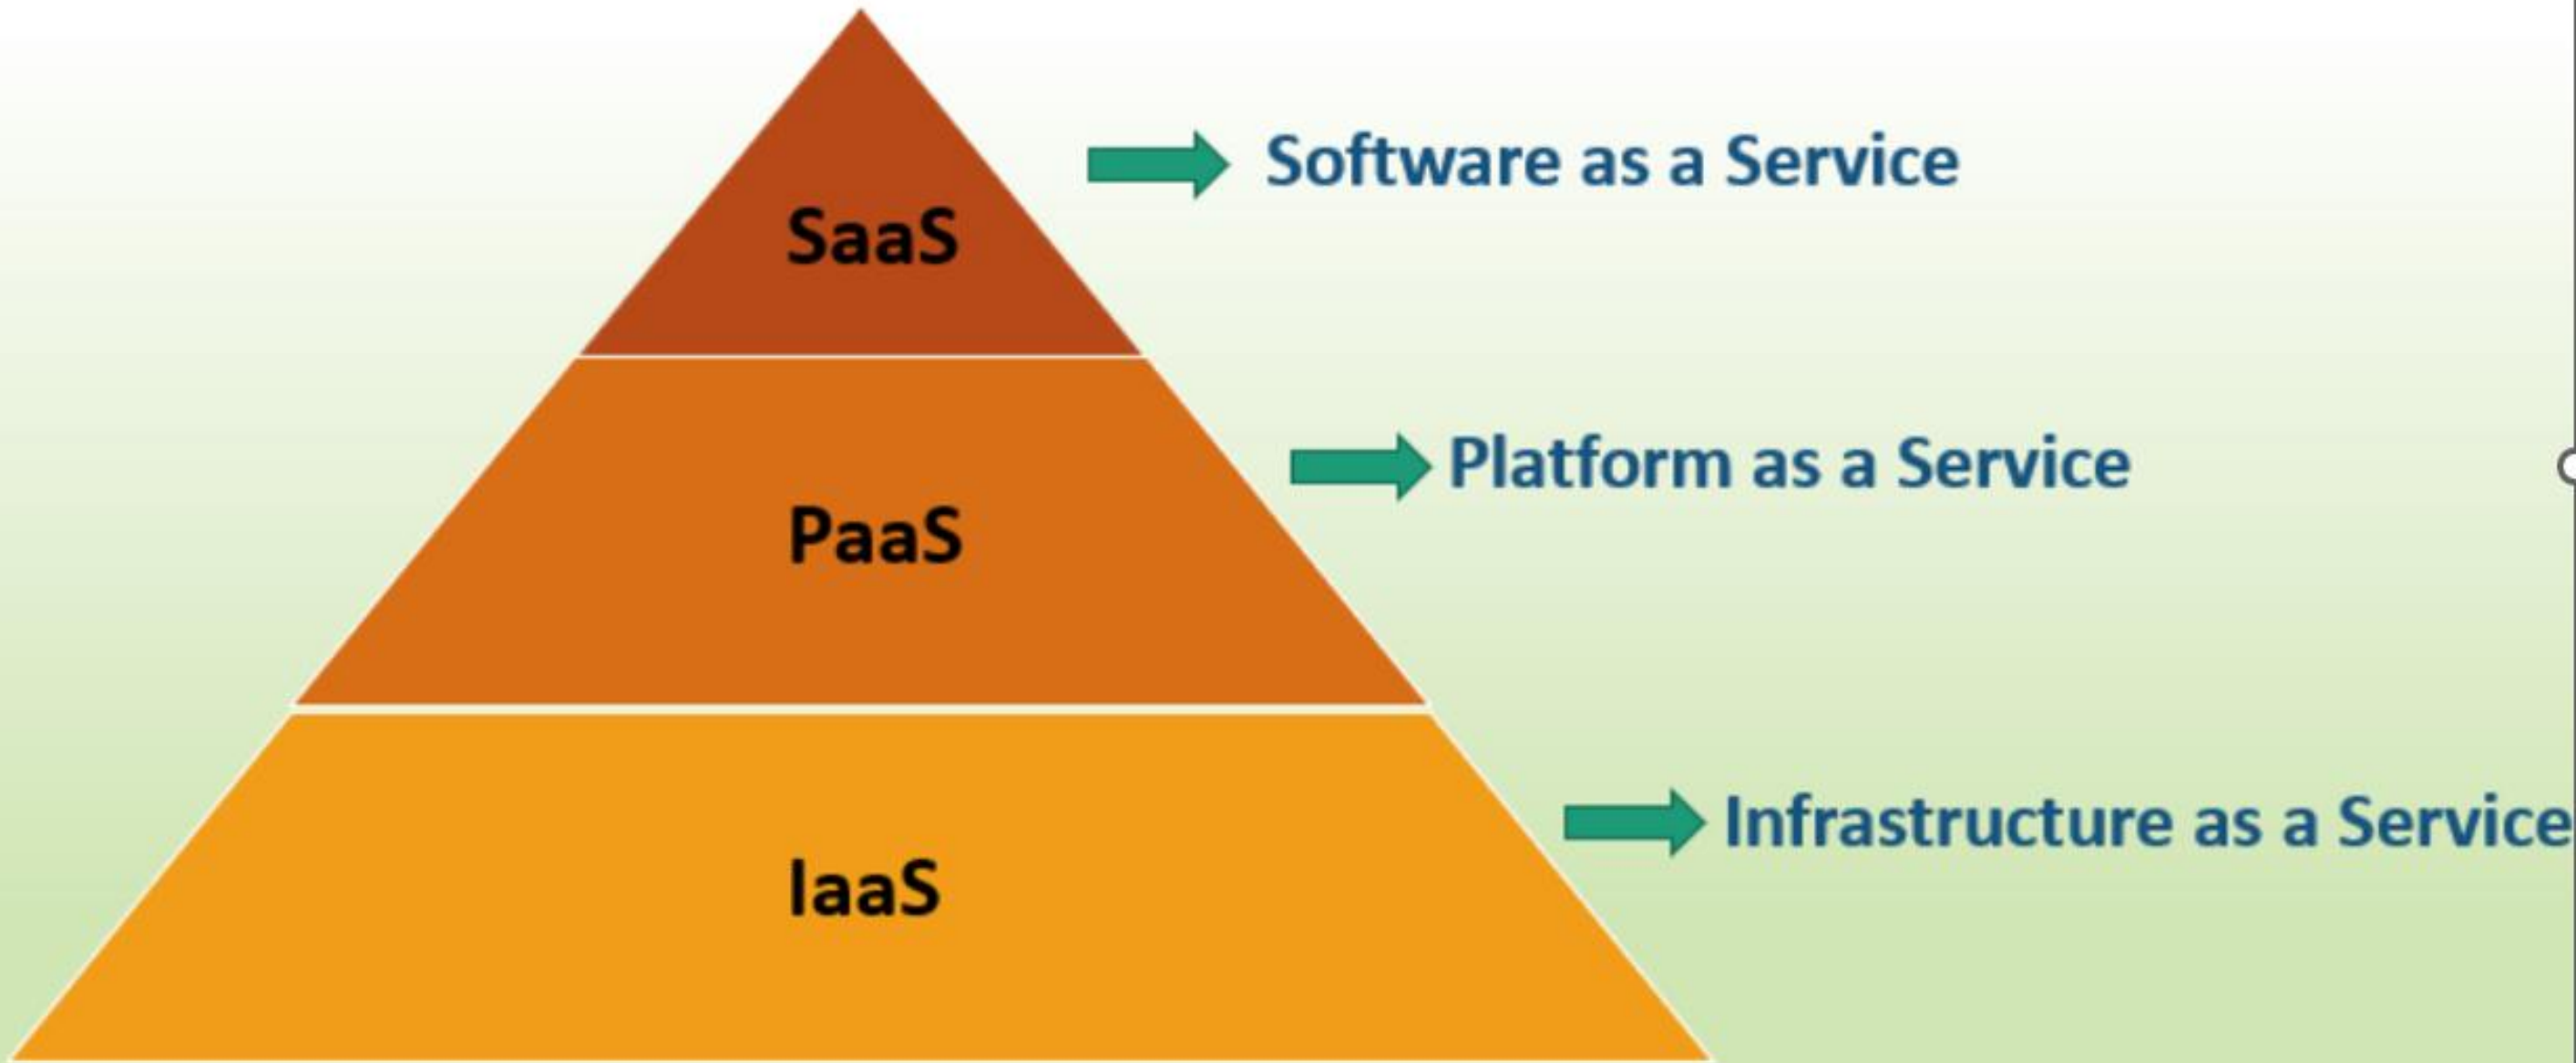 Software as a Service
SaaS
Platform as a Service
PaaS
Infrastructure as a Service
IaaS